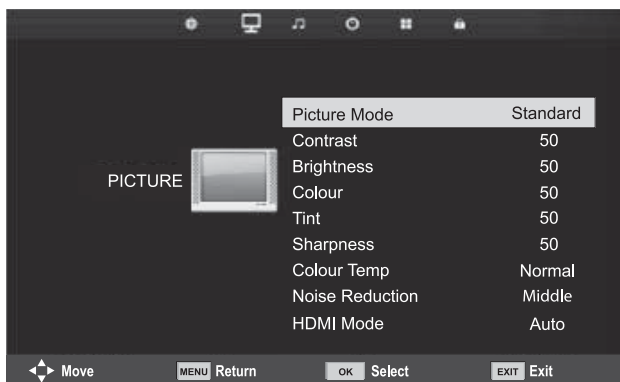 Picture Mode Standard
Contrast 50
Brightness 50
PICTURE
Colour 50
Tint 50
Sharpness 50
Colour Temp Normal
Noise Reduction Middle
HDMI Mode Auto
Move MENU Return OK Select EXIT Exit